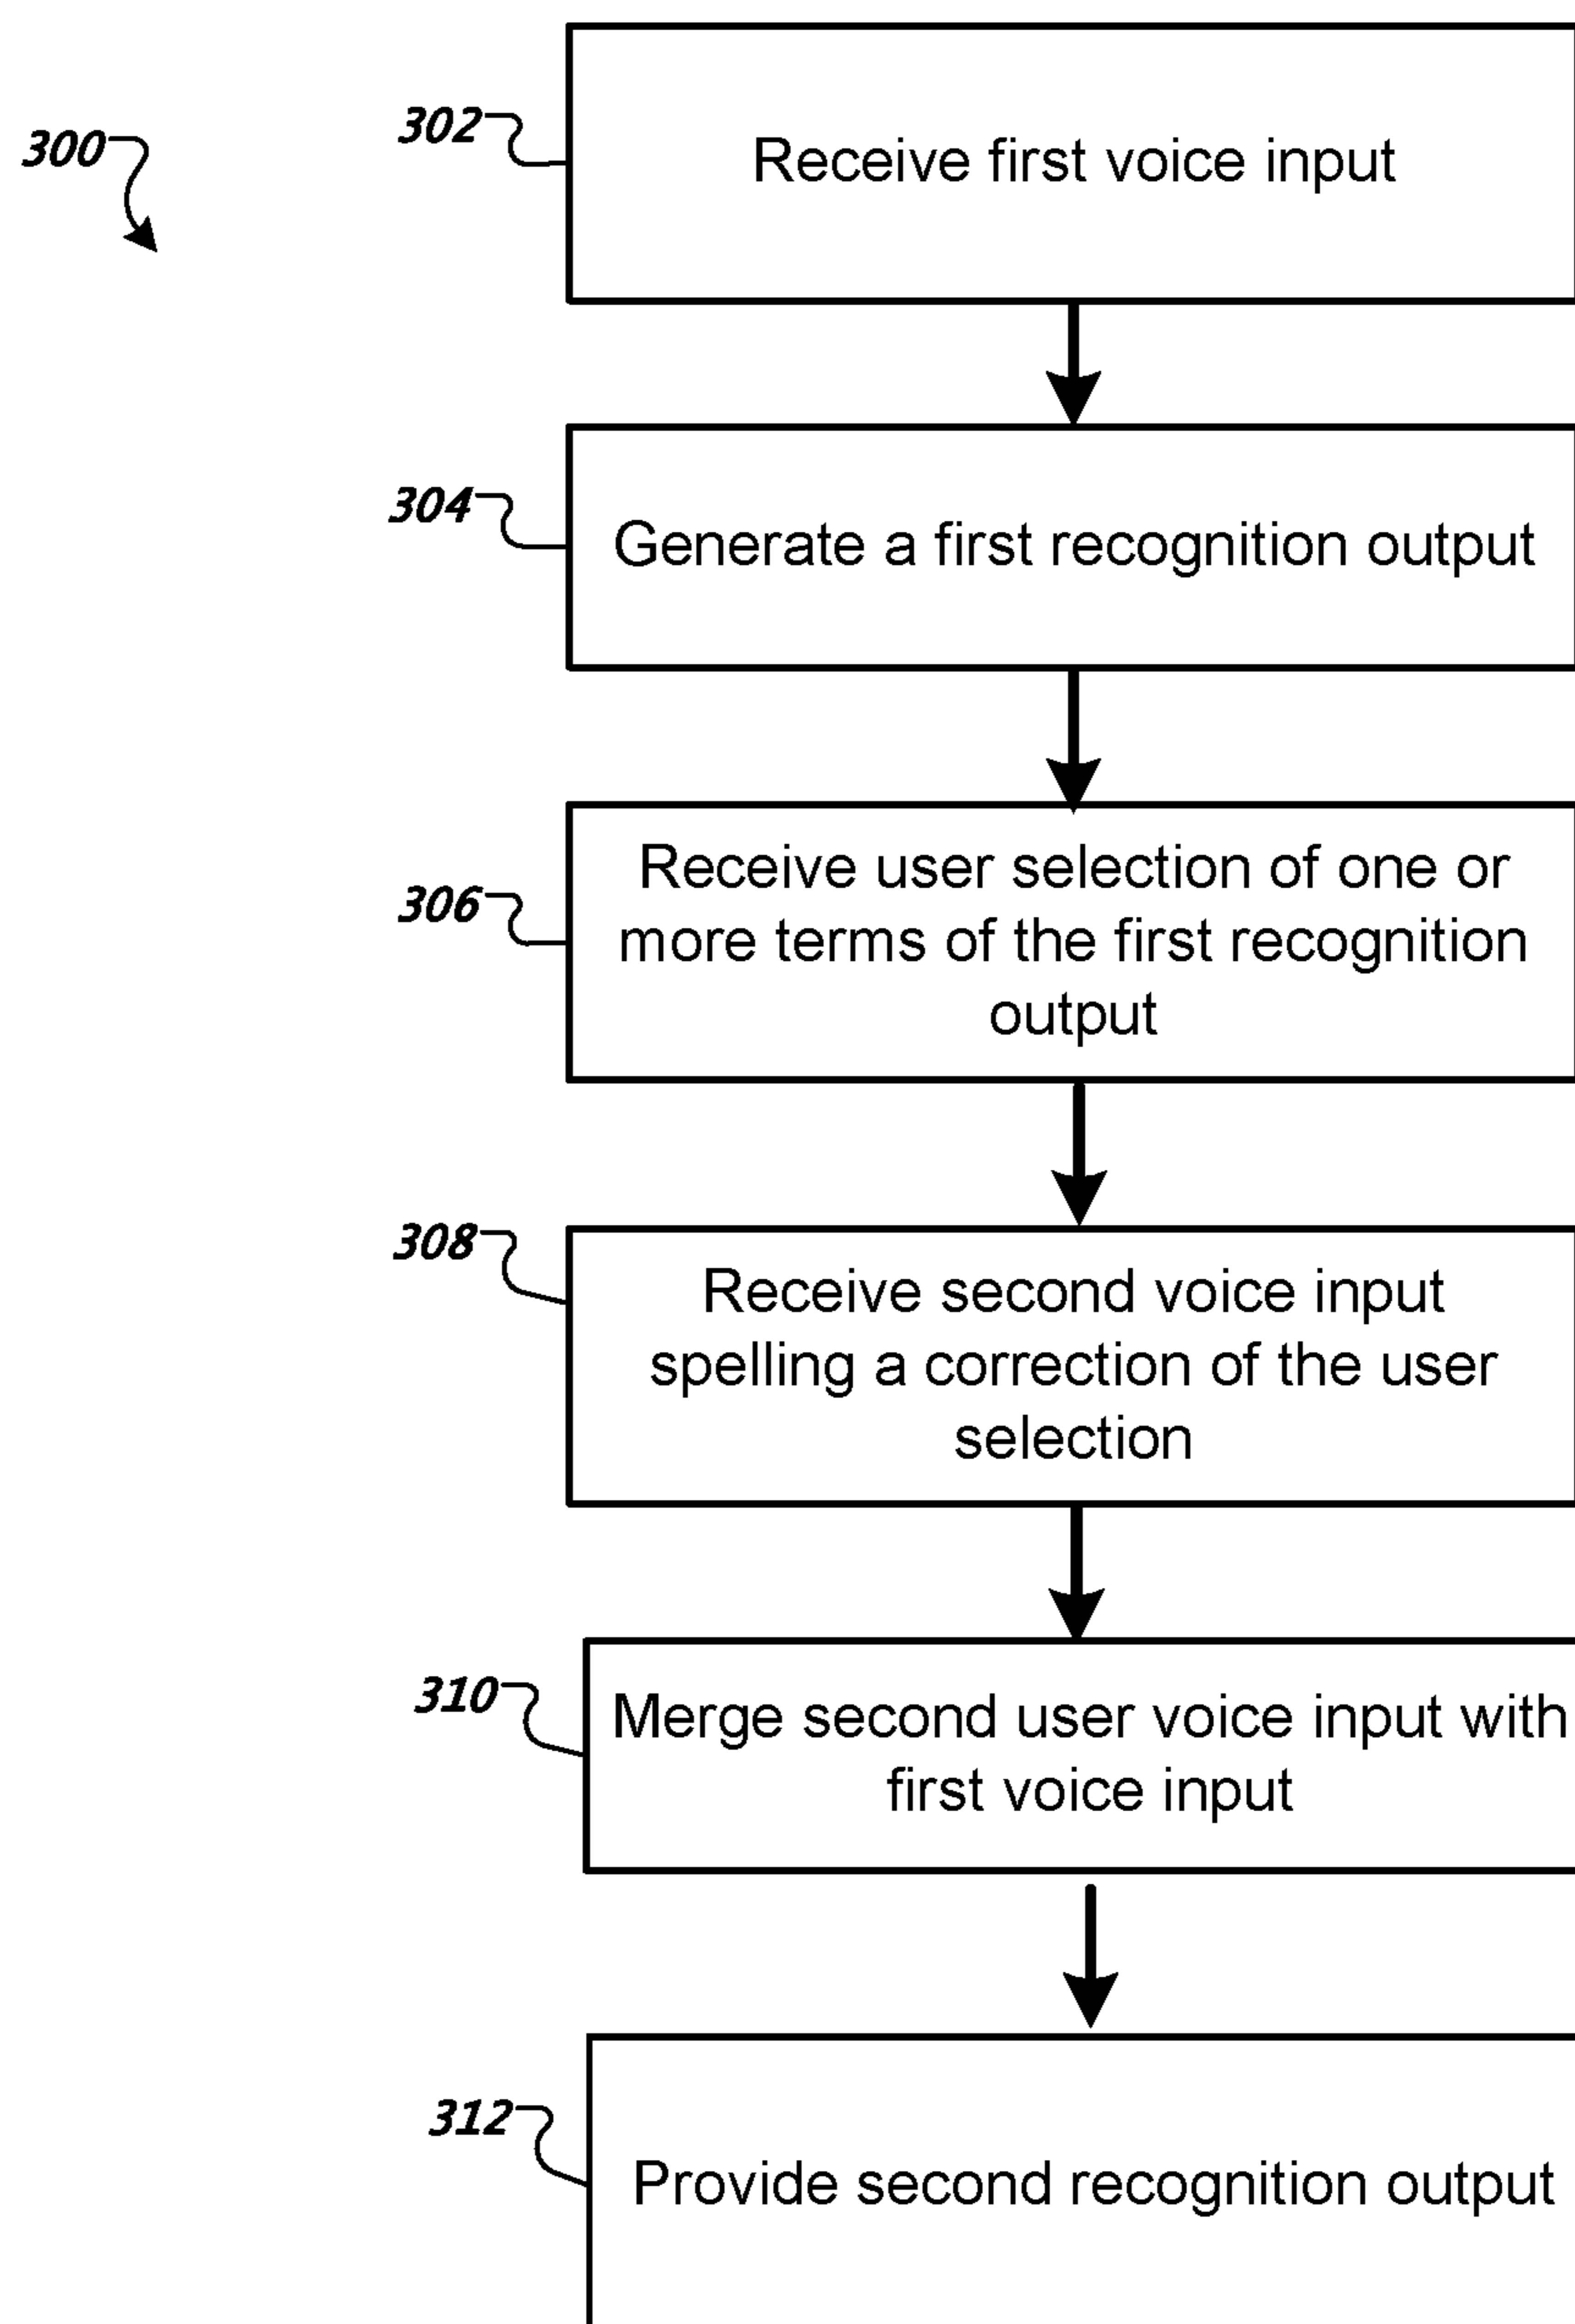 300
302
Receive first voice input
304
Generate a first recognition output
306
Receive user selection of one or
more terms of the first recognition
output
308
Receive second voice input
spelling a correction of the user
selection
310
Merge second user voice input with
first voice input
312
Provide second recognition output